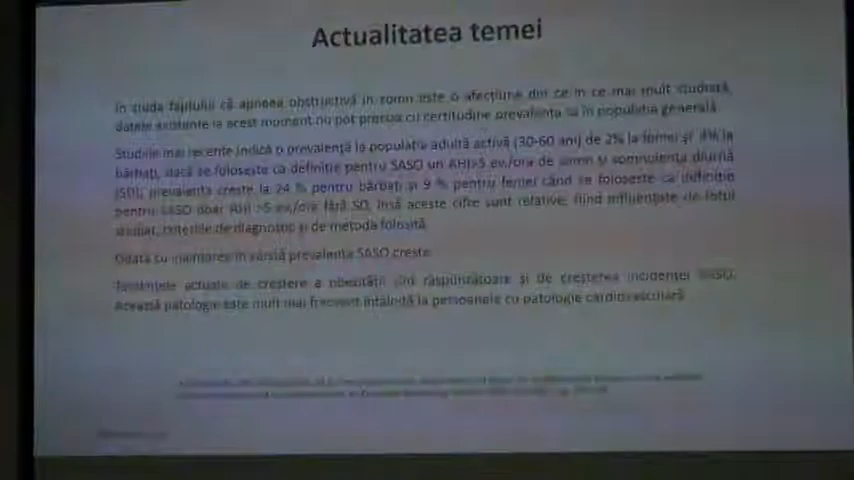 Actualitatea temei
În ciuda faptului că apneea obstructivă în somn este o afecțiune din ce în ce mai mult studiată,
datele existente la acest moment nu pot preciza cu certitudine prevalența sa în populația generală.
Studiile mai recente indică o prevalență la populația adultă activă (30-60 ani) de 2% la femei și 4% la
bărbați, dacă se folosește ca definiție pentru SASO un AHI>5 ev/ora de somn și somnolența diurnă
(SD), prevalența crește la 24 % pentru bărbați și 9 % pentru femei când se folosește ca definiție
pentru SASO doar AHI >5 ev/ora fără SD, însă aceste cifre sunt relative, fiind influențate de lotul
studiat, criteriile de diagnostic și de metoda folosită.
Odată cu înaintarea în vârstă prevalența SASO crește.
Tendințele actuale de creștere a obezității sunt răspunzătoare și de creșterea incidenței SASO.
Această patologie este mult mai frecvent întâlnită la persoanele cu patologie cardiovasculară